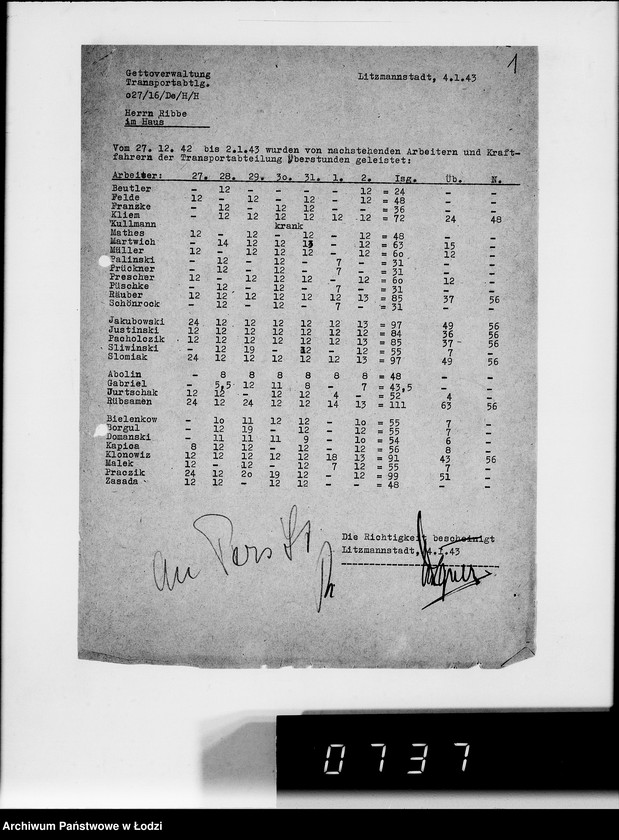 1
Gettoverwaltung
Transportabtlg.
Litzmannstadt, 4.1.43
o27/16/De/H/H
Herrn Ribbe
im Haus
Vom 27. 12. 42 bis 2.1.43 wurden von nachstehenden Arbeitern und Kraft-
fahrern der Transportabteilung Überstunden geleistet:
Arbeiter: 27. 28. 29. 3o. 31. 1. 2. Isg. Üb. N.
Beutler - 12 - - - - 12 = 24 - -
Felde 12 - 12 - 12 - 12 = 48 - -
Franzke - 12 - 12 12 - - = 36 - -
Kliem - 12 12 12 12 12 12 = 72 24 48
Kullmann krank
Mathes 12 - 12 - 12 - 12 = 48 - -
Martwich - 14 12 12 13 - 12 = 63 15 -
Müller 12 - 12 12 12 - 12 = 6o 12 -
Palinski - 12 - 12 - 7 - = 31 - -
Prückner - 12 - 12 - 7 - = 31 - -
Prescher 12 - 12 12 12 - 12 = 6o 12 -
Püschke - 12 - 12 - 7 - = 31 - -
Räuber 12 12 12 12 12 12 13 = 85 37 56
Schönrock - 12 - 12 - 7 - = 31 - -
Jakubowski 24 12 12 12 12 12 13 = 97 49 56
Justinski 12 12 12 12 12 12 12 = 84 36 56
Pacholczik 12 12 12 12 12 12 13 = 85 37 56
Sliwinski - 12 19 - 12 - 12 = 55 7 -
Slomiak 24 12 12 12 12 12 13 = 97 49 56
Abolin - 8 8 8 8 8 8 = 48 - -
Gabriel - 5,5 12 11 8 - 7 = 43,5 - -
Jurtschak 12 12 - 12 12 4 - = 52 4 -
Rübsamen 24 12 24 12 12 14 13 = 111 63 56
Bielenkow - 1o 11 12 12 - 1o = 55 7 -
Borgul - 12 19 - 12 - 12 = 55 7 -
Domanski - 11 11 11 9 - 1o = 54 6 -
Kapica 8 12 12 - 12 - 12 = 56 8 -
Klonowiz 12 12 12 12 12 18 13 = 91 43 56
Malek 12 - 12 - 12 7 12 = 55 7 -
Praczik 24 12 2o 19 12 - 12 = 99 51 -
Zasada 12 12 - 12 12 - - = 48 - -
Die Richtigkeit bescheinigt
Litzmannstadt, 4.1.43
an Pers
0737
Archiwum Państwowe w Łodzi